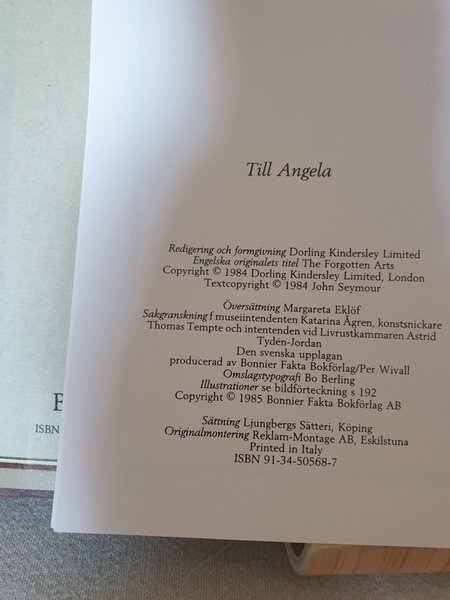 Till Angela
Redigering och formgivning Dorling Kindersley Limited
Engelska originalets titel The Forgotten Arts
Copyright © 1984 Dorling Kindersley Limited, London
Textcopyright © 1984 John Seymour
Översättning Margareta Eklöf
Sakgranskning f museiintendenten Katarina Ågren, konstsnickare
Thomas Tempte och intentenden vid Livrustkammaren Astrid
Tydén-Jordan
Den svenska upplagan
producerad av Bonnier Fakta Bokförlag/Per Wivall
Omslagstypografi Bo Berling
Illustrationer se bildförteckning s 192
Copyright © 1985 Bonnier Fakta Bokförlag AB
Sättning Ljungbergs Sätteri, Köping
Originalmontering Reklam-Montage AB, Eskilstuna
Printed in Italy
ISBN 91-34-50568-7
ISBN